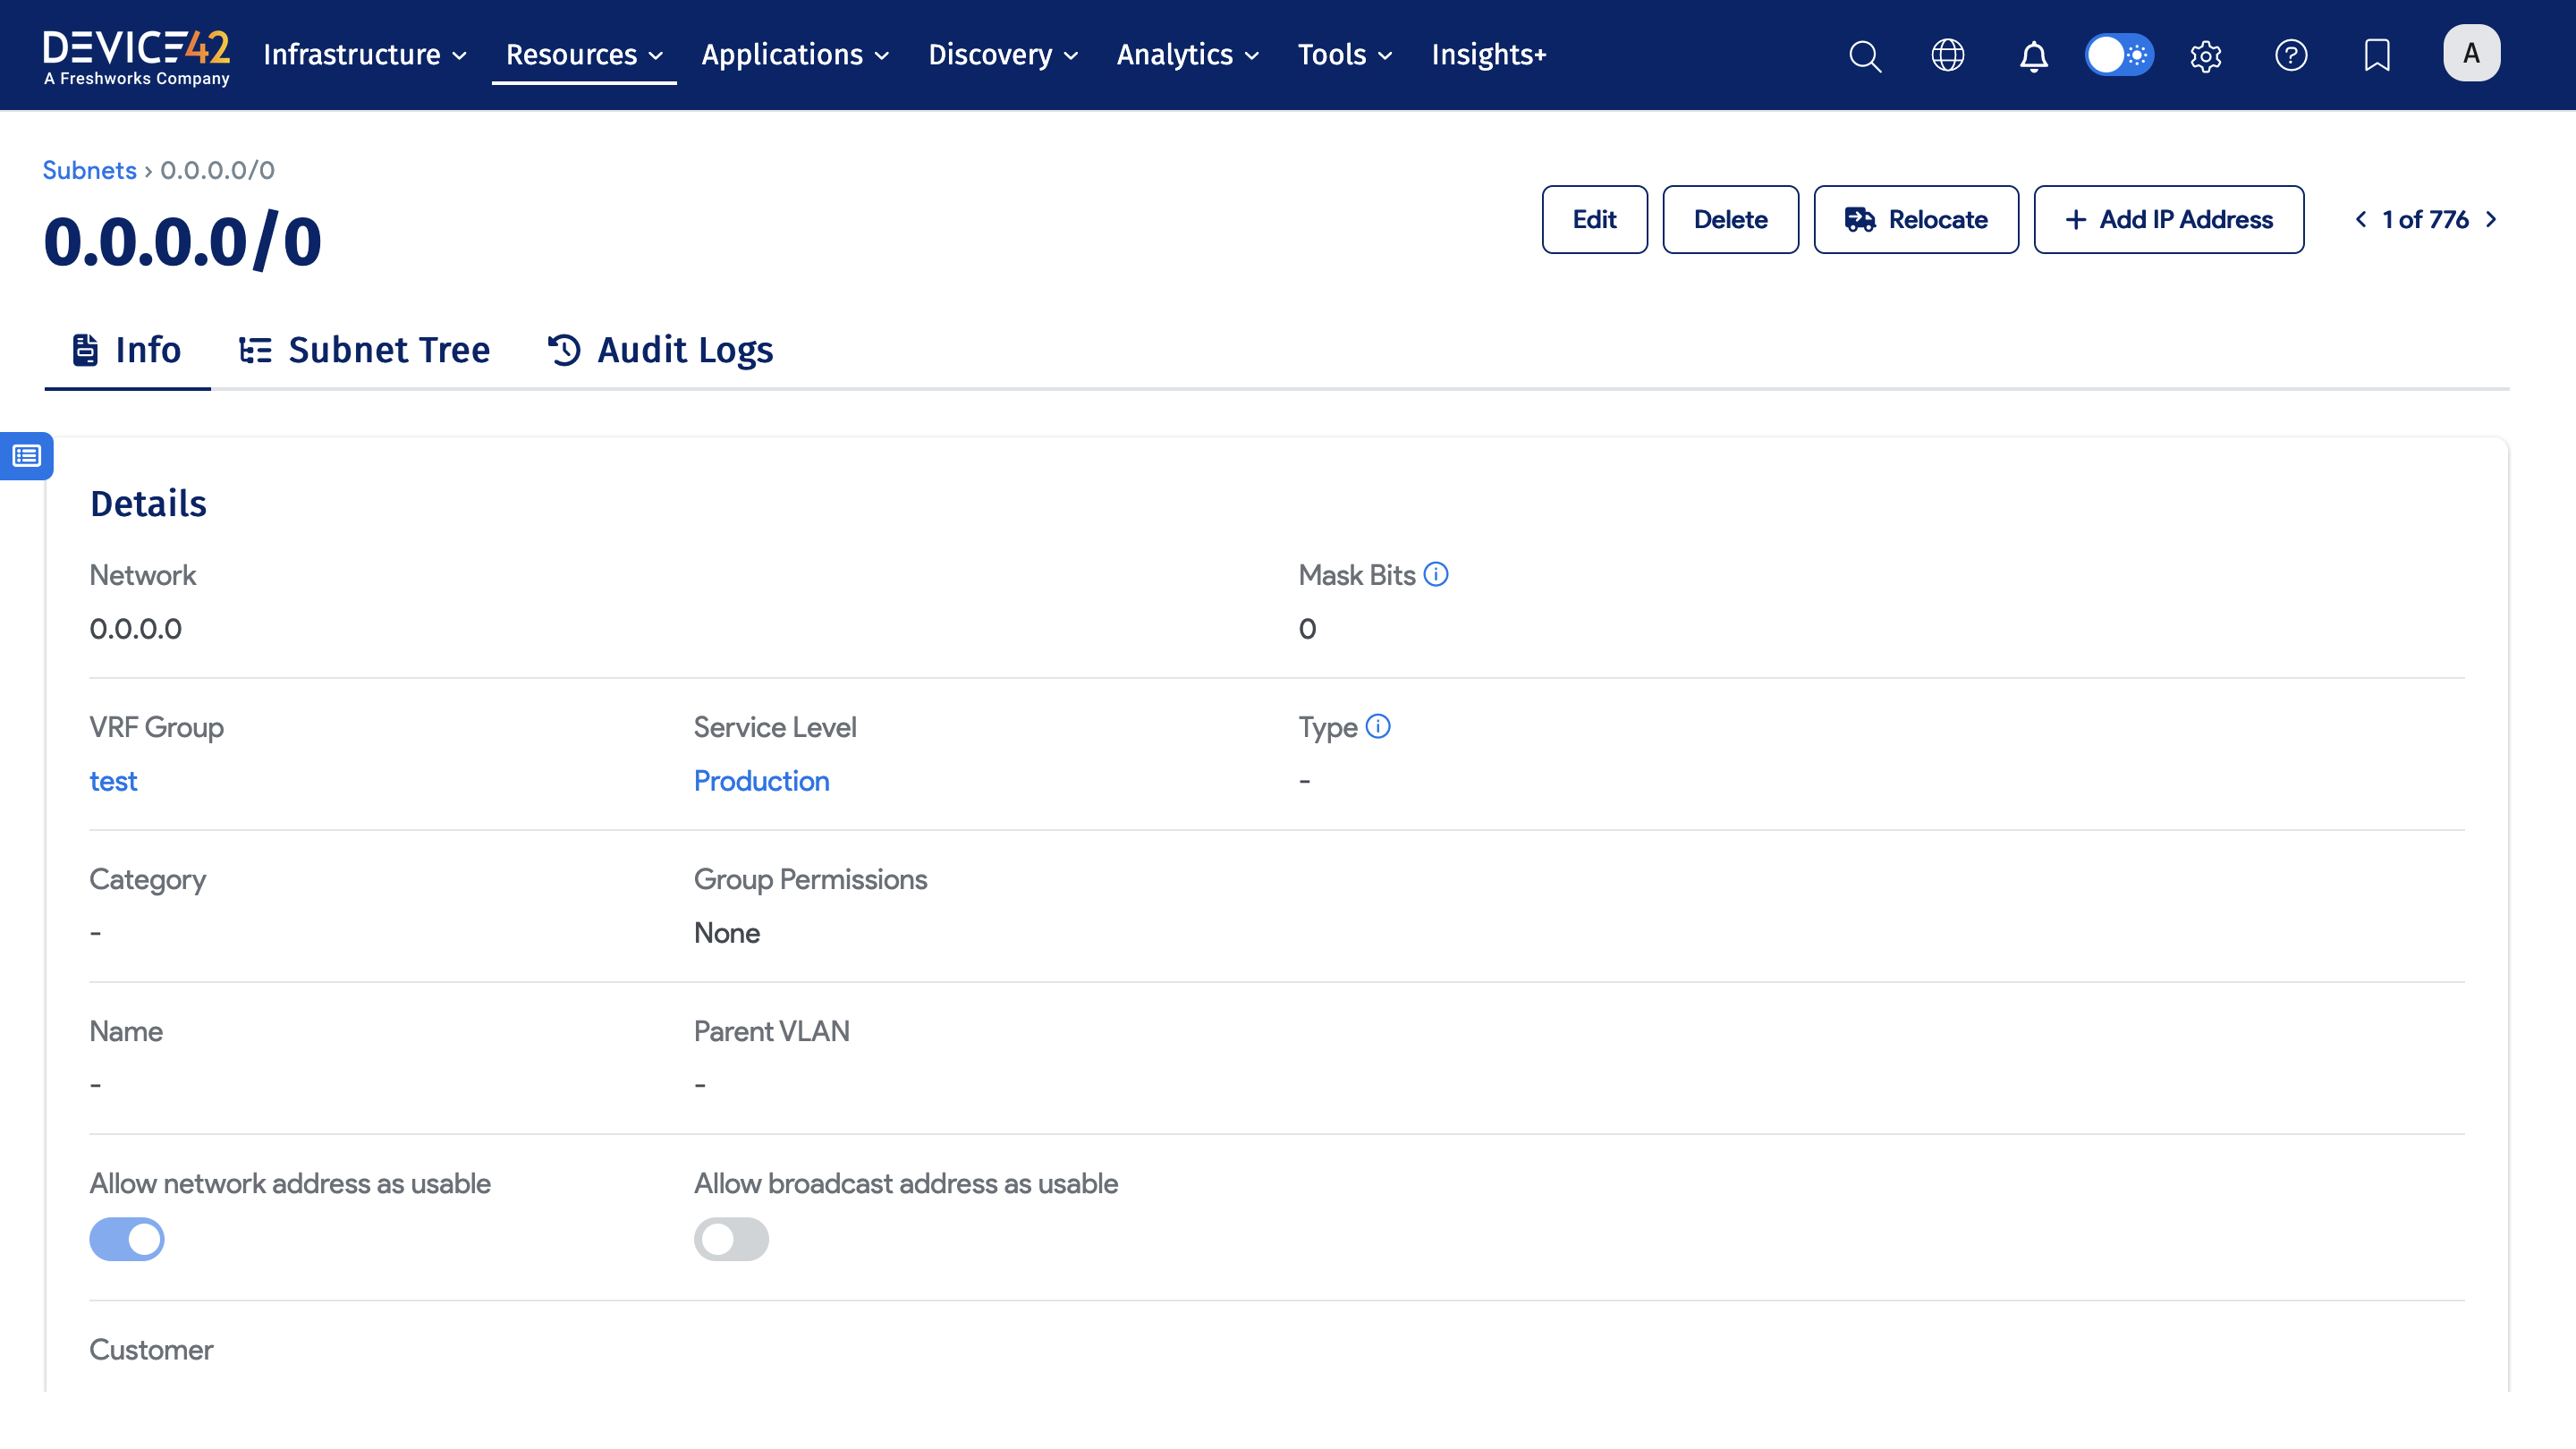 DEVICE42
A Freshworks Company
Infrastructure
Resources
Applications
Discovery
Analytics
Tools
Insights+
A
Subnets › 0.0.0.0/0
0.0.0.0/0
Edit
Delete
Relocate
+ Add IP Address
1 of 776
Info
Subnet Tree
Audit Logs
Details
Network
Mask Bits
0.0.0.0
0
VRF Group
Service Level
Type
test
Production
-
Category
Group Permissions
-
None
Name
Parent VLAN
-
-
Allow network address as usable
Allow broadcast address as usable
Customer